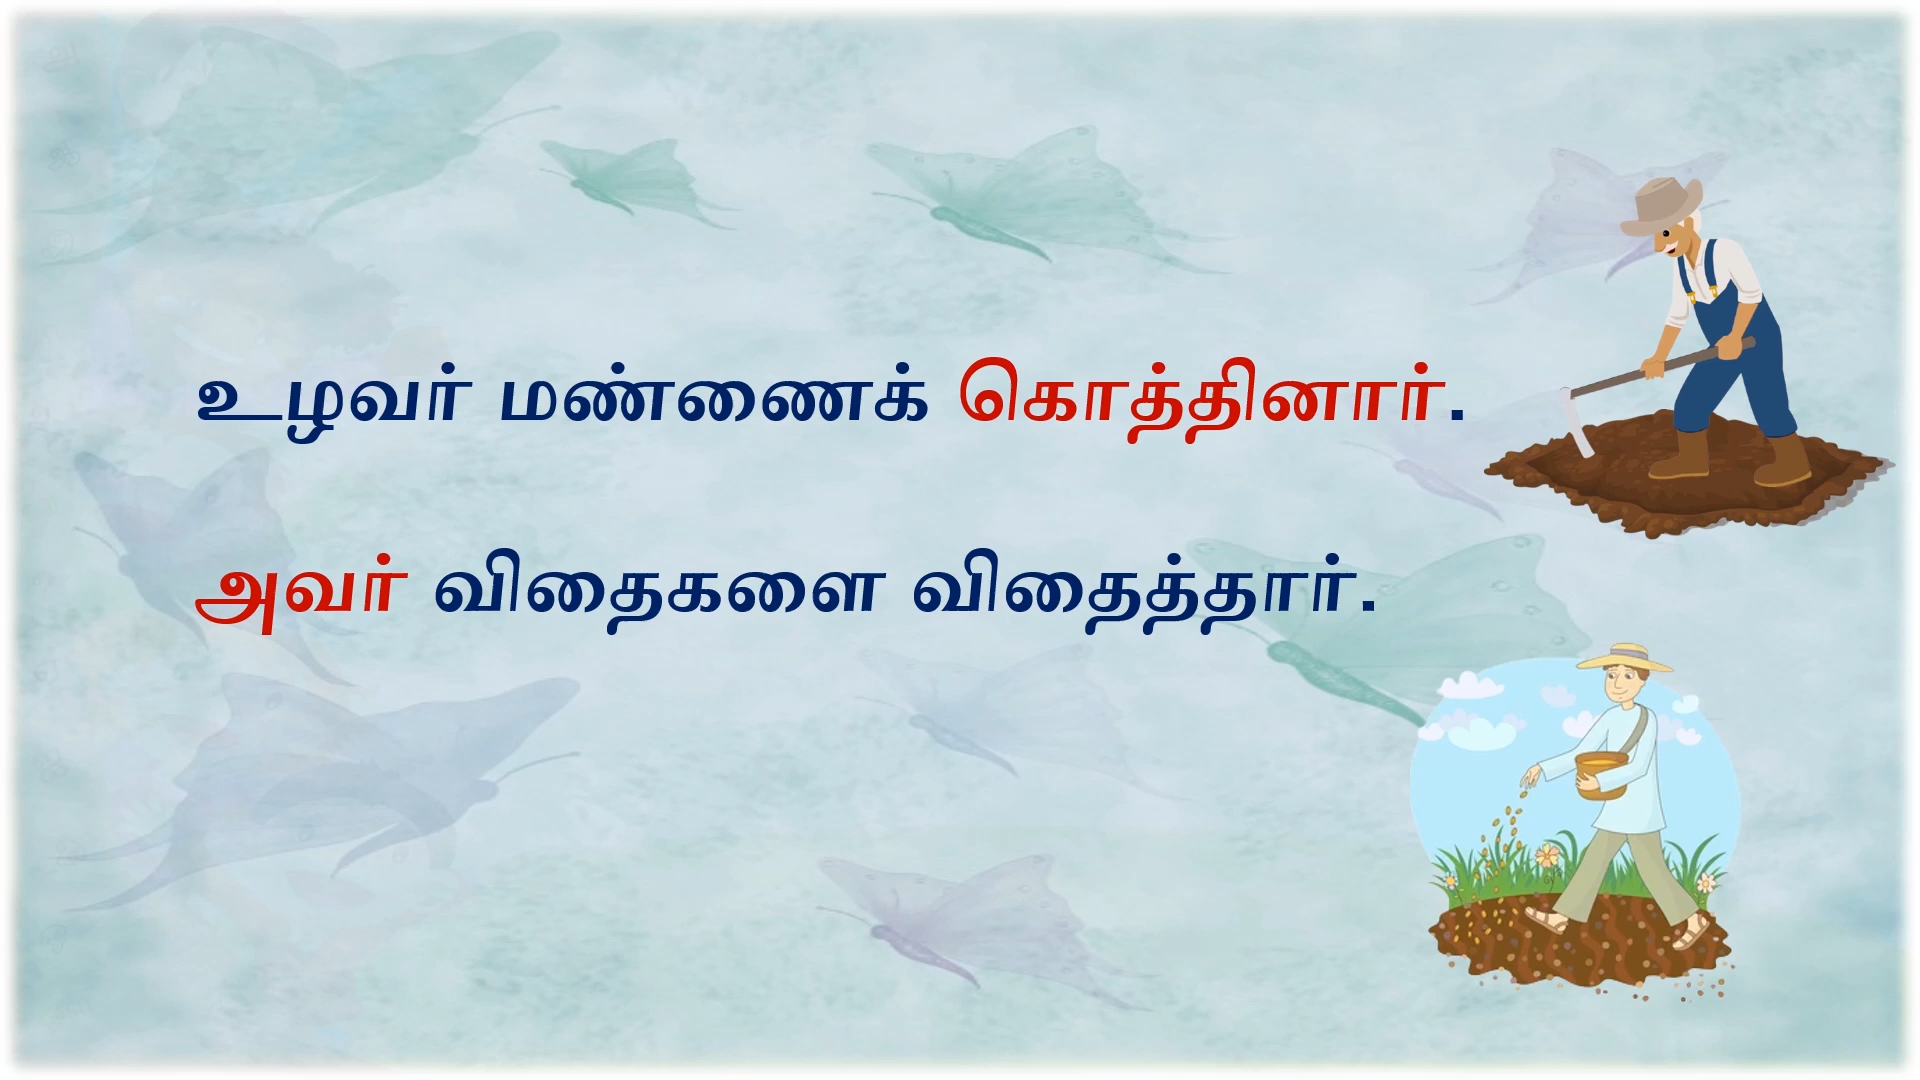 உழவர் மண்ணைக் கொத்தினார்.
அவர் விதைகளை விதைத்தார்.